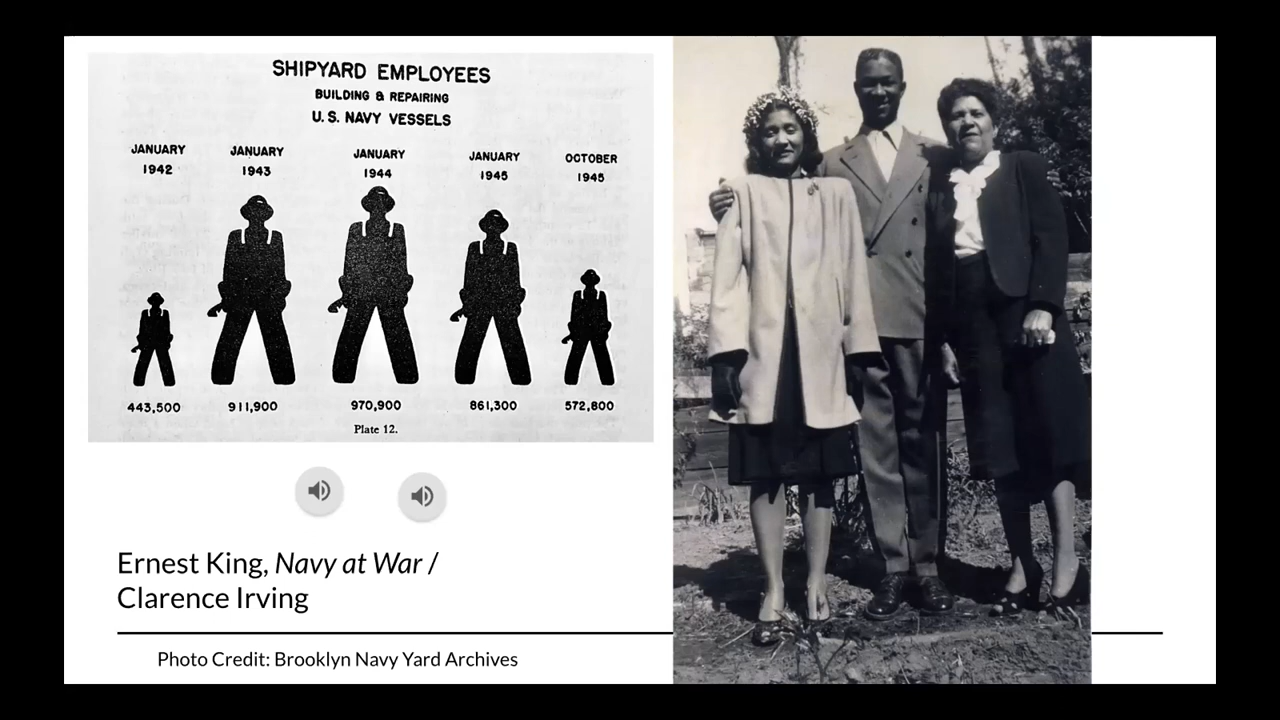 SHIPYARD EMPLOYEES
BUILDING & REPAIRING
U.S. NAVY VESSELS
JANUARY 1942
JANUARY 1943
JANUARY 1944
JANUARY 1945
OCTOBER 1945
443,500
911,900
970,900
861,300
572,800
Plate 12.
Ernest King, Navy at War /
Clarence Irving
Photo Credit: Brooklyn Navy Yard Archives